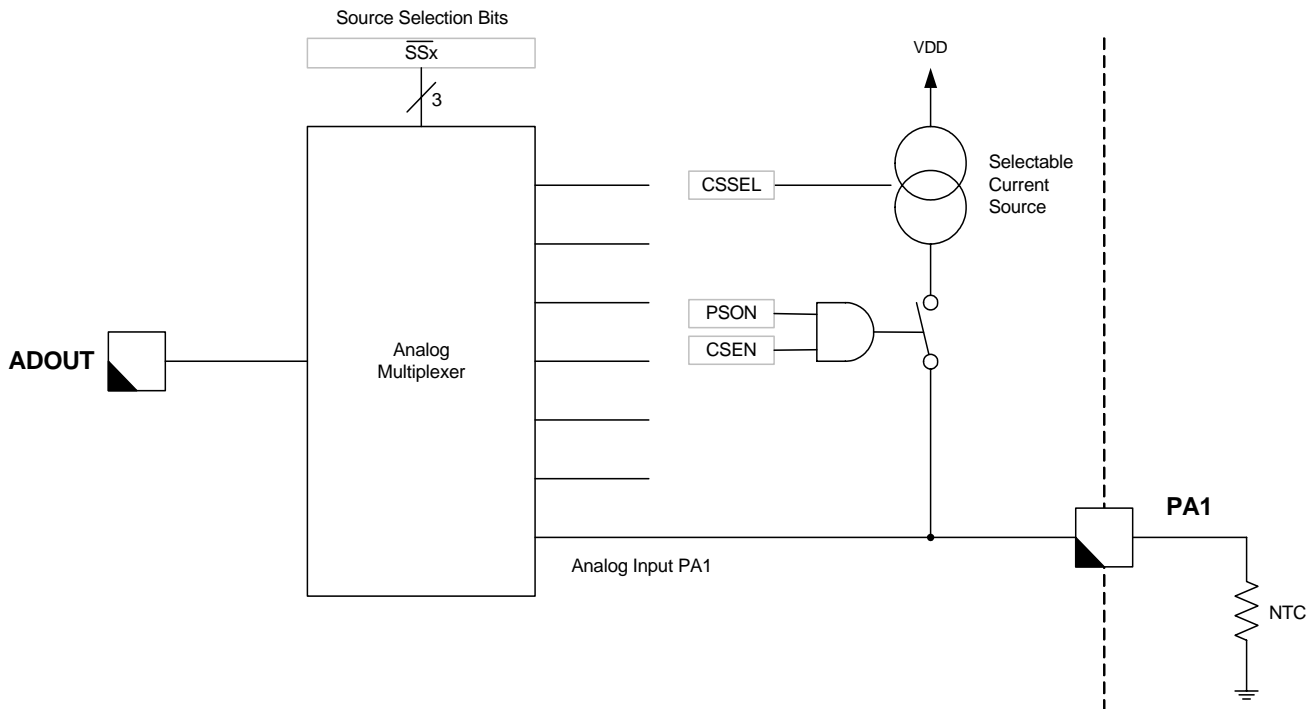 Source Selection Bits
SSx
3
VDD
Selectable
Current
Source
CSSEL
PSON
CSEN
Analog
Multiplexer
ADOUT
PA1
Analog Input PA1
NTC